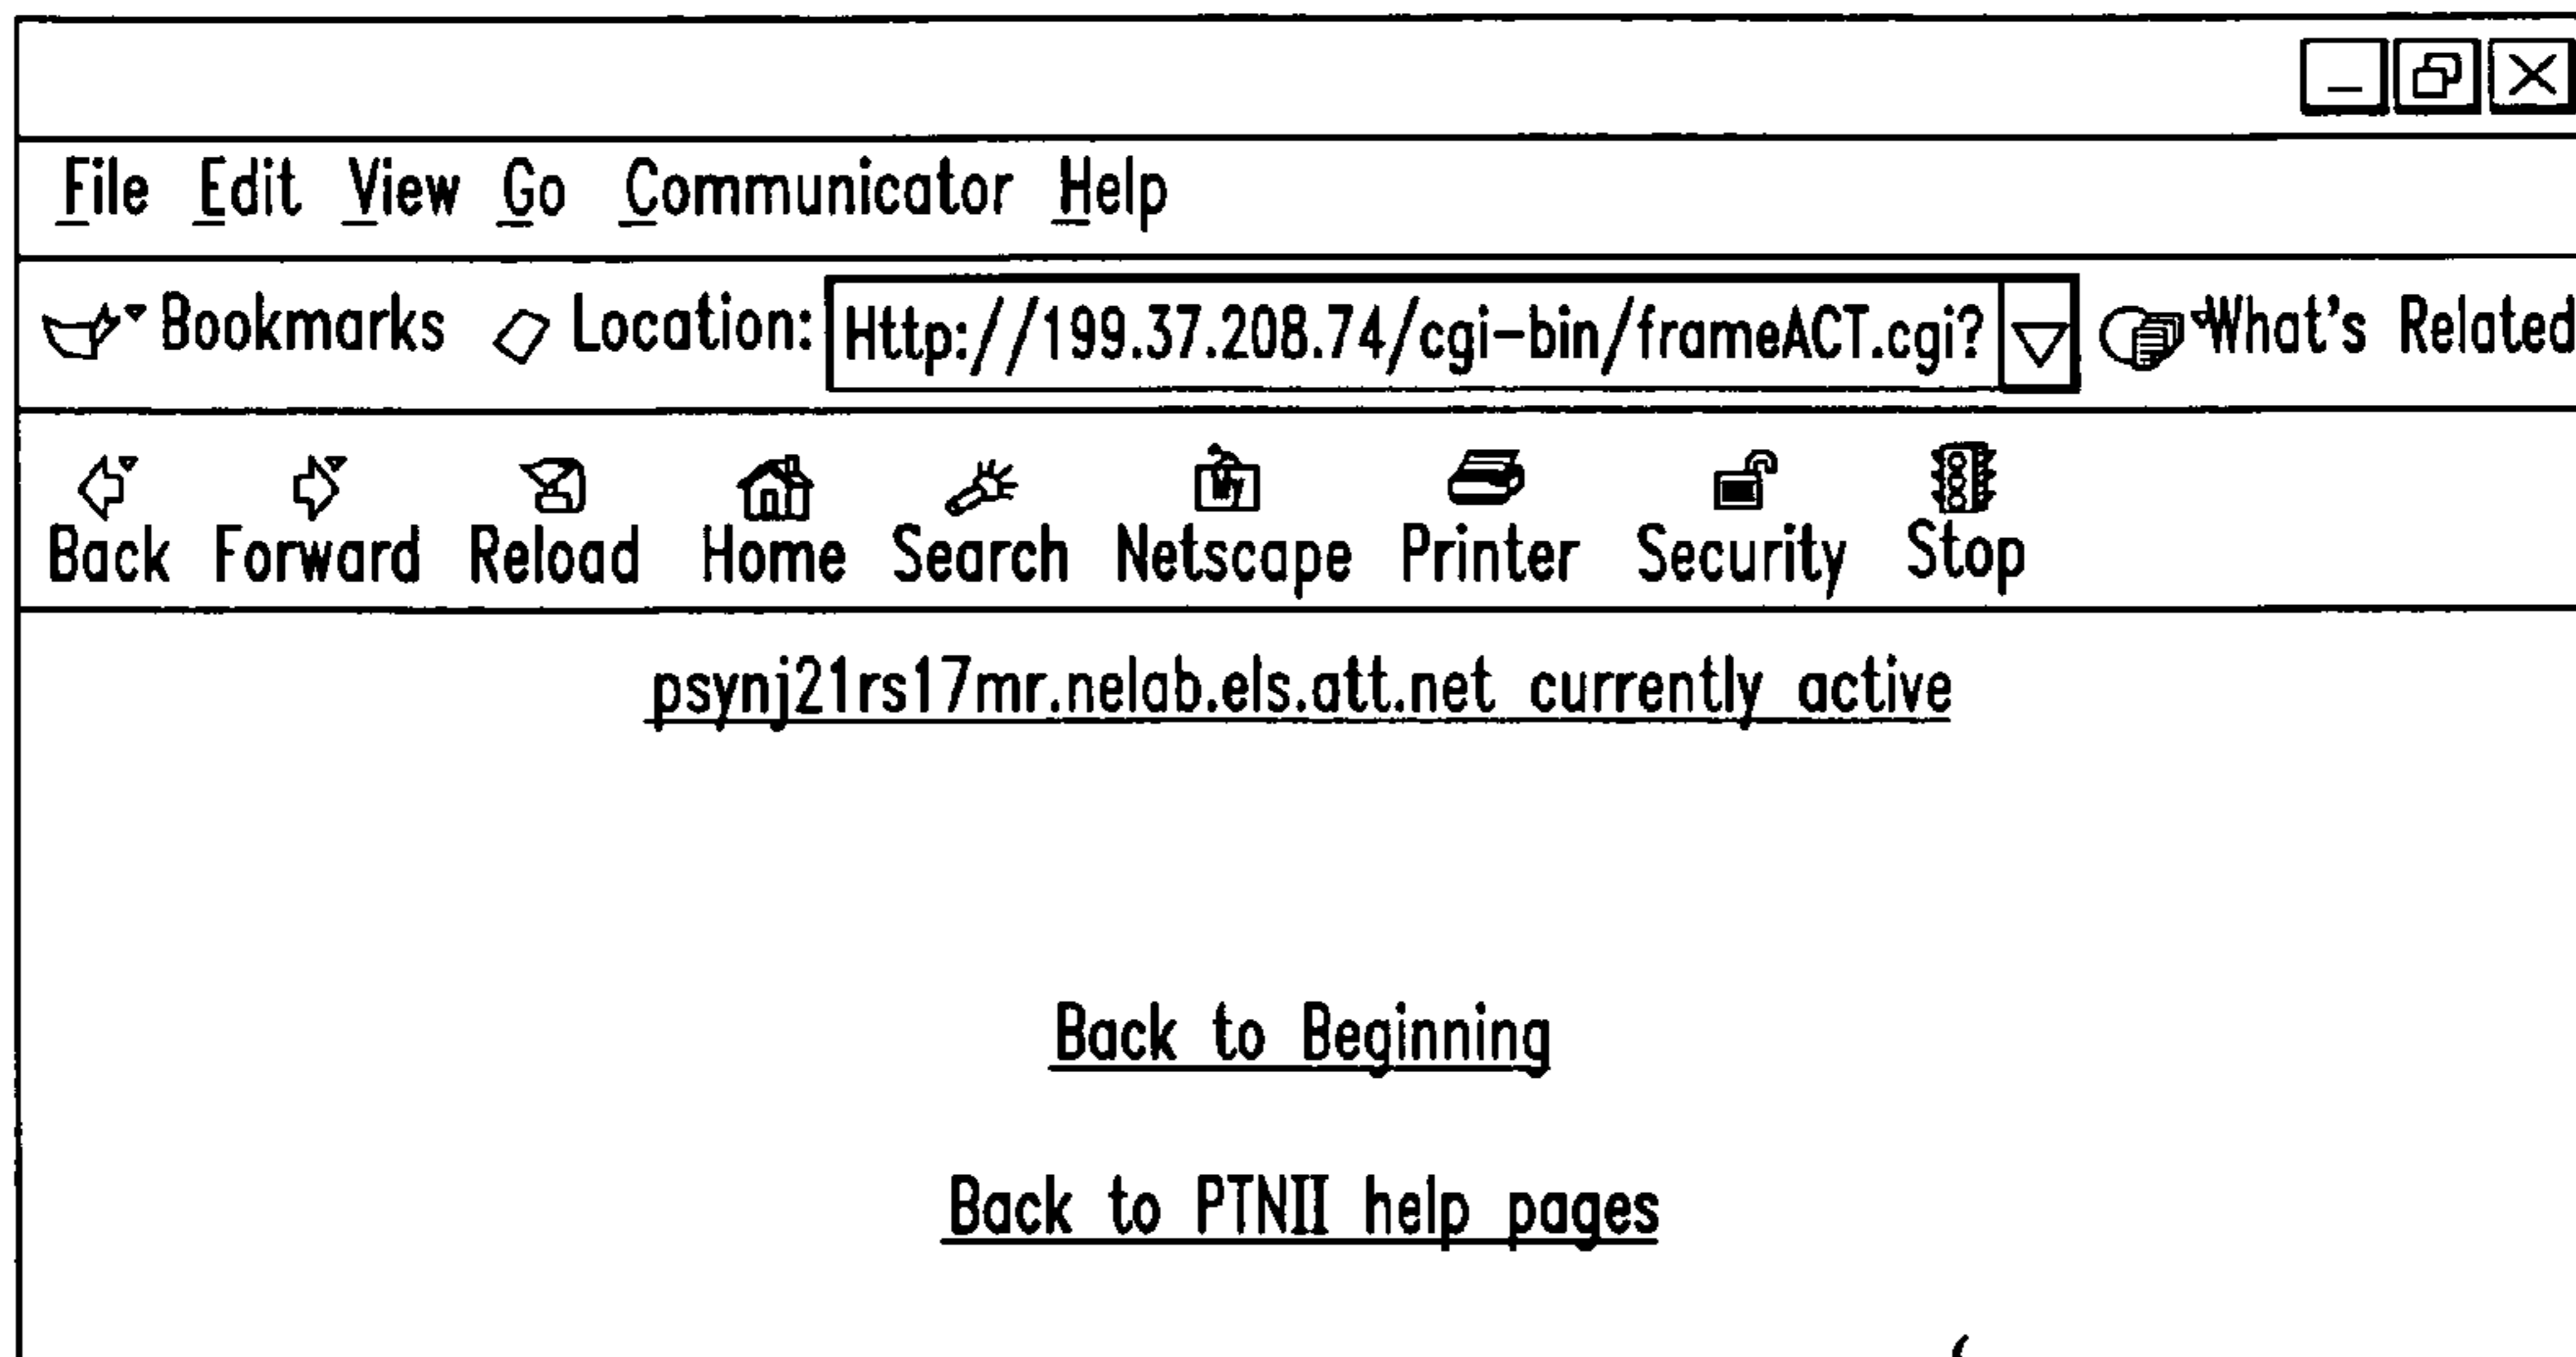 File Edit View Go Communicator Help
Bookmarks Location: Http://199.37.208.74/cgi-bin/frameACT.cgi? What's Related
My
Back Forward Reload Home Search Netscape Printer Security Stop
psynj21rs17mr.nelab.els.att.net currently active
Back to Beginning
Back to PTNII help pages